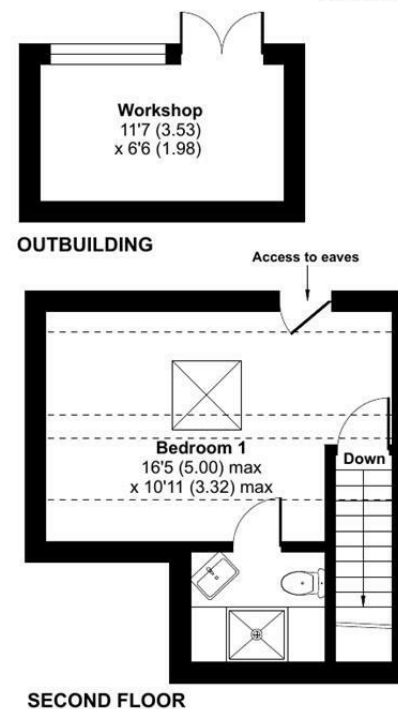 Workshop
11'7 (3.53)
x 6'6 (1.98)
OUTBUILDING
Access to eaves
Bedroom 1
16'5 (5.00) max
x 10'11 (3.32) max
Down
SECOND FLOOR